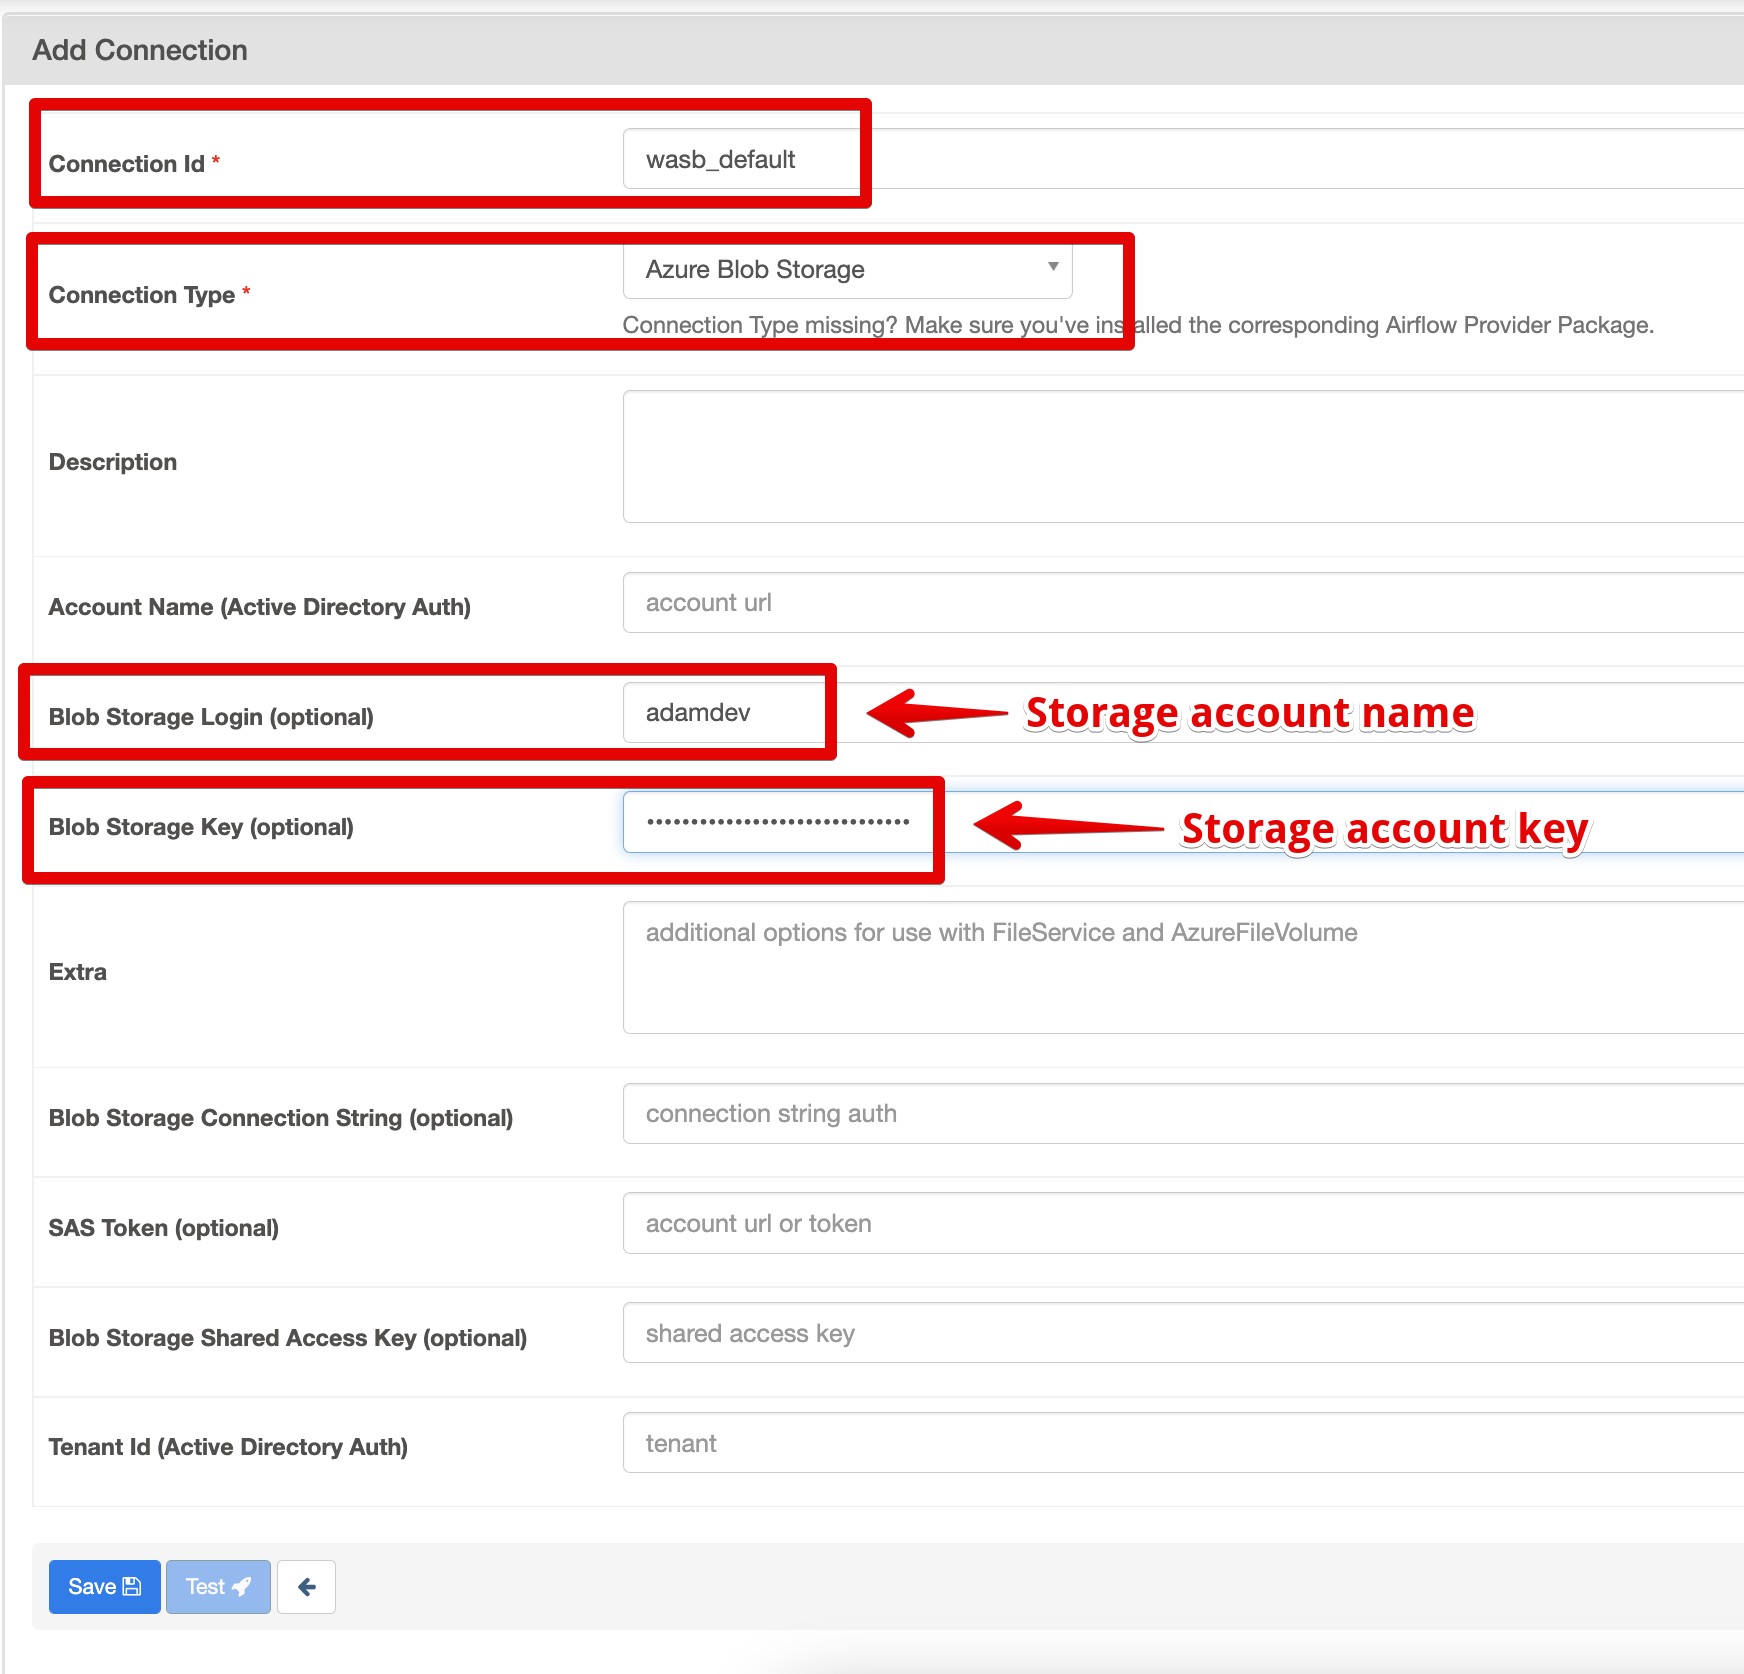 Add Connection
Connection Id *
wasb_default
Connection Type *
Azure Blob Storage
Connection Type missing? Make sure you've installed the corresponding Airflow Provider Package.
Description
Account Name (Active Directory Auth)
account url
Blob Storage Login (optional)
adamdev
Storage account name
Blob Storage Key (optional)
••••••••••••••••••••••••••••••
Storage account key
Extra
additional options for use with FileService and AzureFileVolume
Blob Storage Connection String (optional)
connection string auth
SAS Token (optional)
account url or token
Blob Storage Shared Access Key (optional)
shared access key
Tenant Id (Active Directory Auth)
tenant
Save
Test